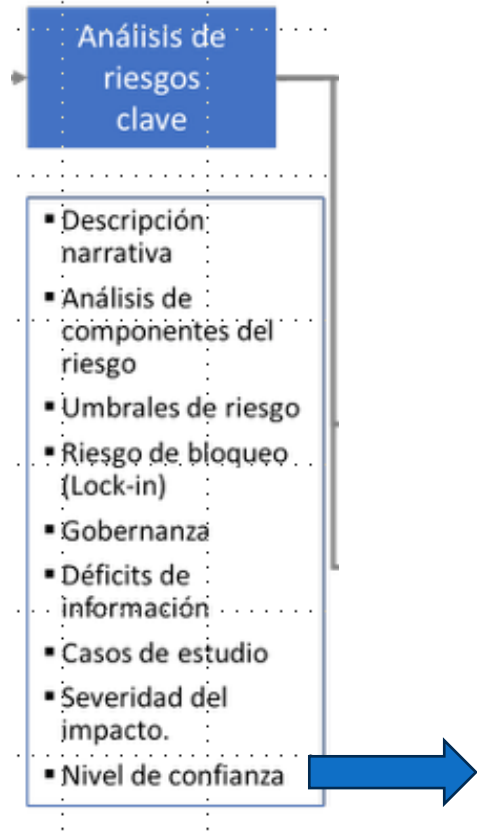 Análisis de
riesgos
clave
▪ Descripción
narrativa
▪ Análisis de
componentes del
riesgo
▪ Umbrales de riesgo
▪ Riesgo de bloqueo
(Lock-in)
▪ Gobernanza
▪ Déficits de
información
▪ Casos de estudio
▪ Severidad del
impacto.
▪ Nivel de confianza